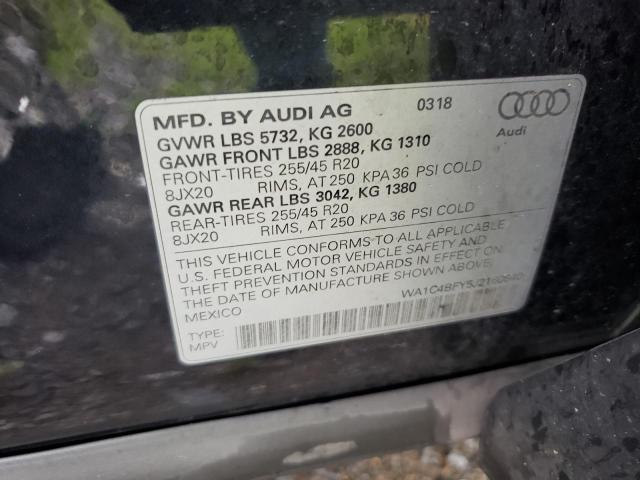 MFD. BY AUDI AG 0318
Audi
GVWR LBS 5732, KG 2600
GAWR FRONT LBS 2888, KG 1310
FRONT-TIRES 255/45 R20
8JX20 RIMS, AT 250 KPA 36 PSI COLD
GAWR REAR LBS 3042, KG 1380
REAR-TIRES 255/45 R20
8JX20 RIMS, AT 250 KPA 36 PSI COLD
THIS VEHICLE CONFORMS TO ALL APPLICABLE
U.S. FEDERAL MOTOR VEHICLE SAFETY AND
THEFT PREVENTION STANDARDS IN EFFECT ON
THE DATE OF MANUFACTURE SHOWN ABOVE.
MEXICO
TYPE:
MPV